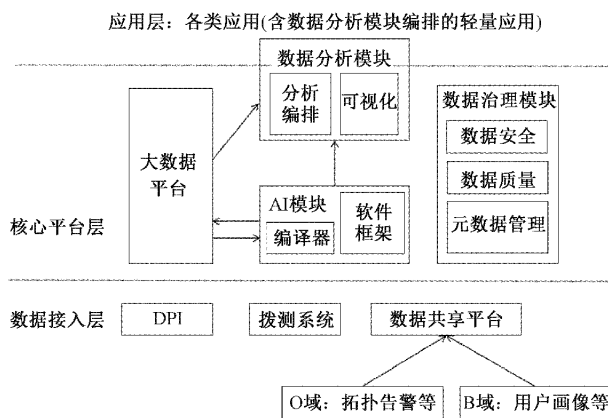 应用层：各类应用(含数据分析模块编排的轻量应用)
数据分析模块
分析
编排
可视化
数据治理模块
数据安全
数据质量
元数据管理
大数据
平台
AI模块
编译器
软件
框架
核心平台层
数据接入层
DPI
拨测系统
数据共享平台
O域：拓扑告警等
B域：用户画像等